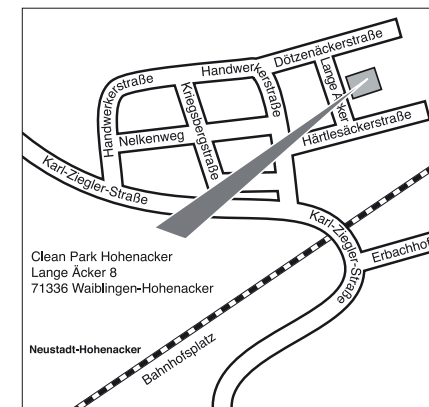 Dötzenäckerstraße
Handwerkerstraße
Lange Äcker
Handwerkerstraße
Kriegsbergstraße
Nelkenweg
Härtlesäckerstraße
Karl-Ziegler-Straße
Karl-Ziegler-Straße
Erbachhof
Clean Park Hohenacker
Lange Äcker 8
71336 Waiblingen-Hohenacker
Neustadt-Hohenacker
Bahnhofsplatz